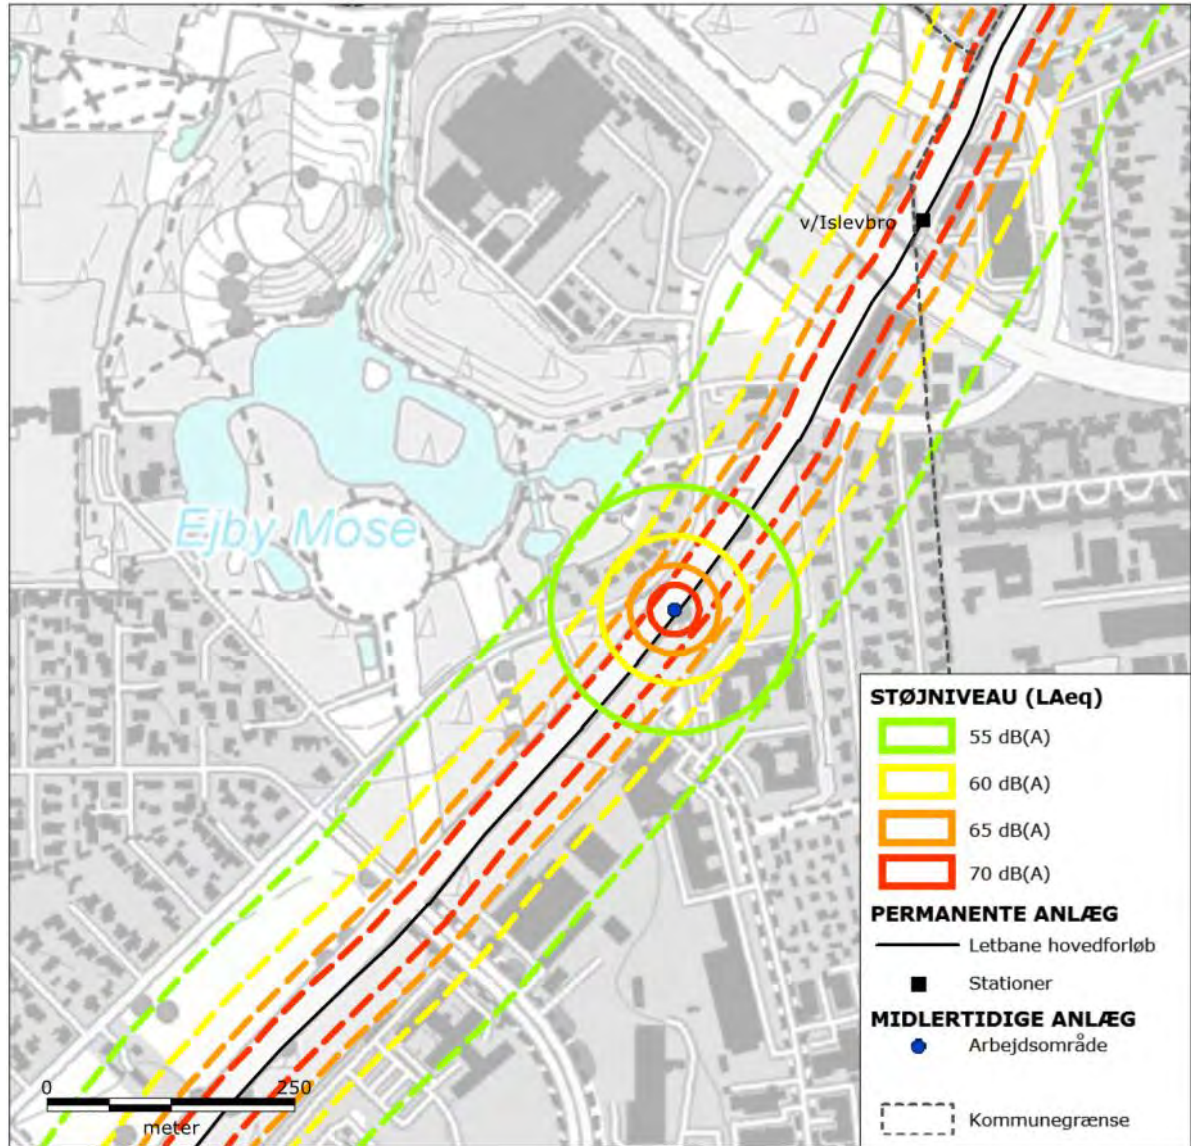 v/Islevbro
Ejby Mose
STØJNIVEAU (LAeq)
55 dB(A)
60 dB(A)
65 dB(A)
70 dB(A)
PERMANENTE ANLÆG
Letbane hovedforløb
Stationer
MIDLERTIDIGE ANLÆG
Arbejdsområde
Kommunegrænse
0 250
meter